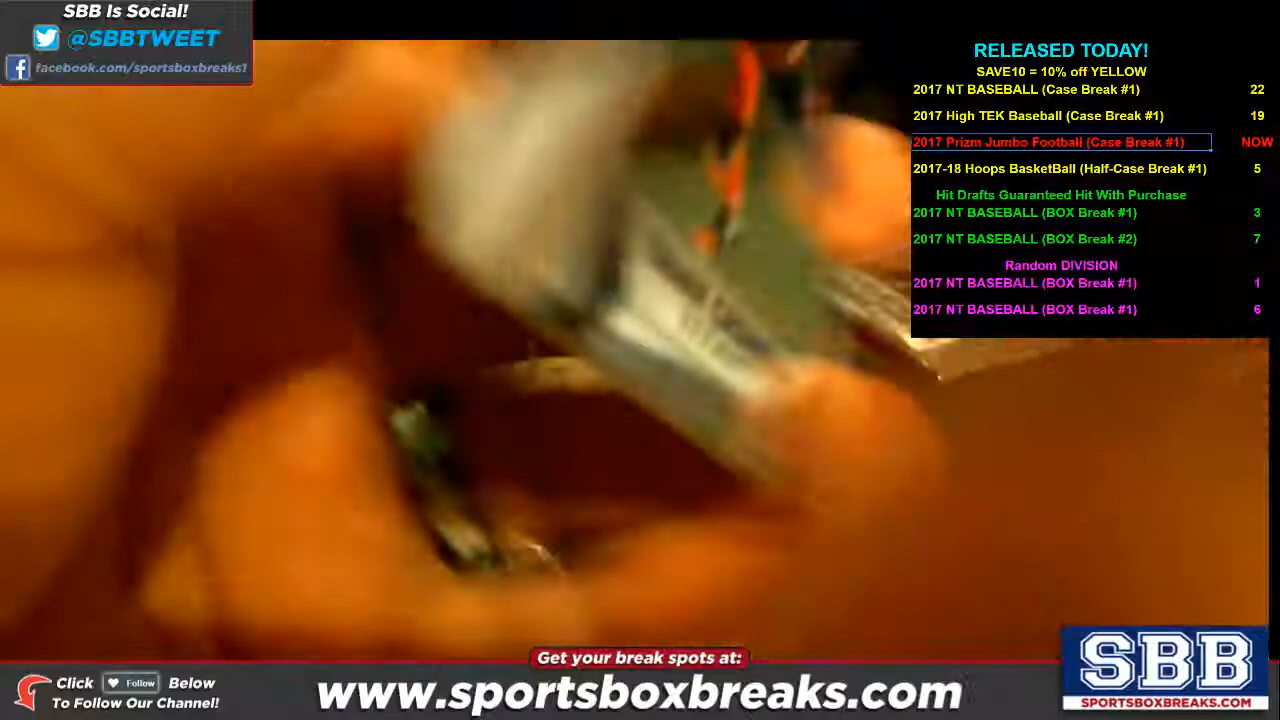 SBB Is Social!
@SBBTWEET
facebook.com/sportsboxbreaks1
RELEASED TODAY!
SAVE10 = 10% off YELLOW
2017 NT BASEBALL (Case Break #1) 22
2017 High TEK Baseball (Case Break #1) 19
2017 Prizm Jumbo Football (Case Break #1) NOW
2017-18 Hoops BasketBall (Half-Case Break #1) 5
Hit Drafts Guaranteed Hit With Purchase
2017 NT BASEBALL (BOX Break #1) 3
2017 NT BASEBALL (BOX Break #2) 7
Random DIVISION
2017 NT BASEBALL (BOX Break #1) 1
2017 NT BASEBALL (BOX Break #1) 6
Get your break spots at:
Click Follow Below
To Follow Our Channel!
www.sportsboxbreaks.com
SBB
SPORTSBOXBREAKS.COM